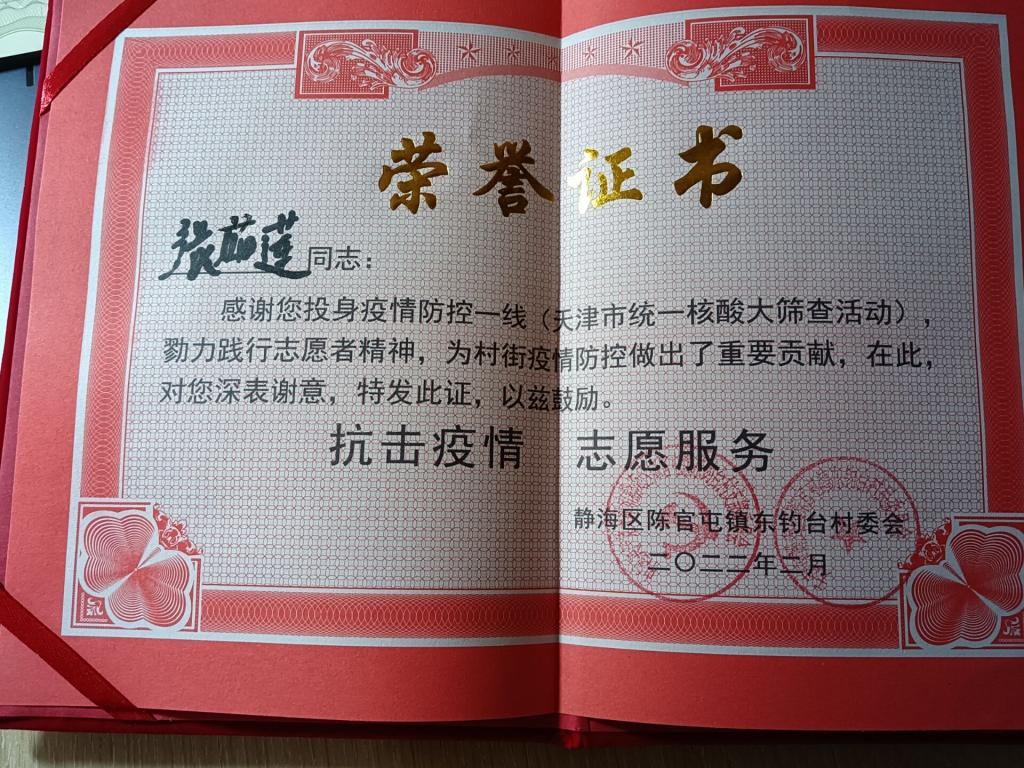 荣誉证书
张茹莲同志：
感谢您投身疫情防控一线（天津市统一核酸大筛查活动），
勠力践行志愿者精神，为村街疫情防控做出了重要贡献，在此，
对您深表谢意，特发此证，以兹鼓励。
抗击疫情 志愿服务
静海区陈官屯镇东钓台村委会
二〇二二年二月